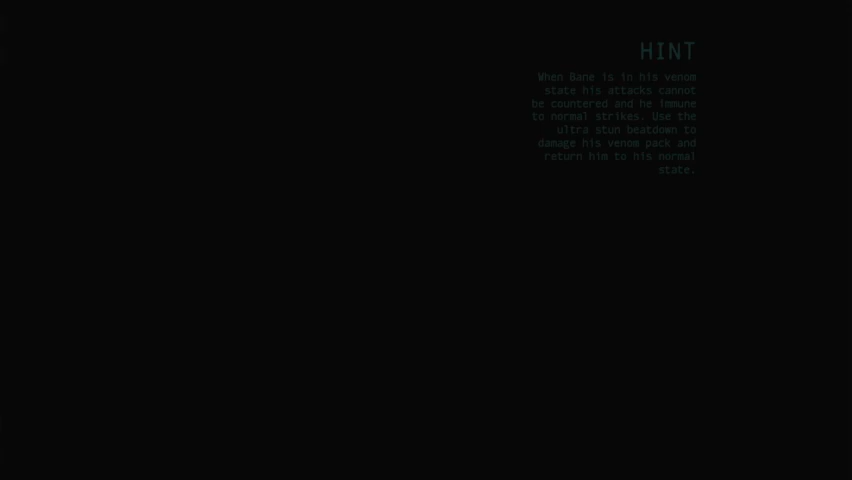 HINT
When Bane is in his venom
state his attacks cannot
be countered and he immune
to normal strikes. Use the
ultra stun beatdown to
damage his venom pack and
return him to his normal
state.